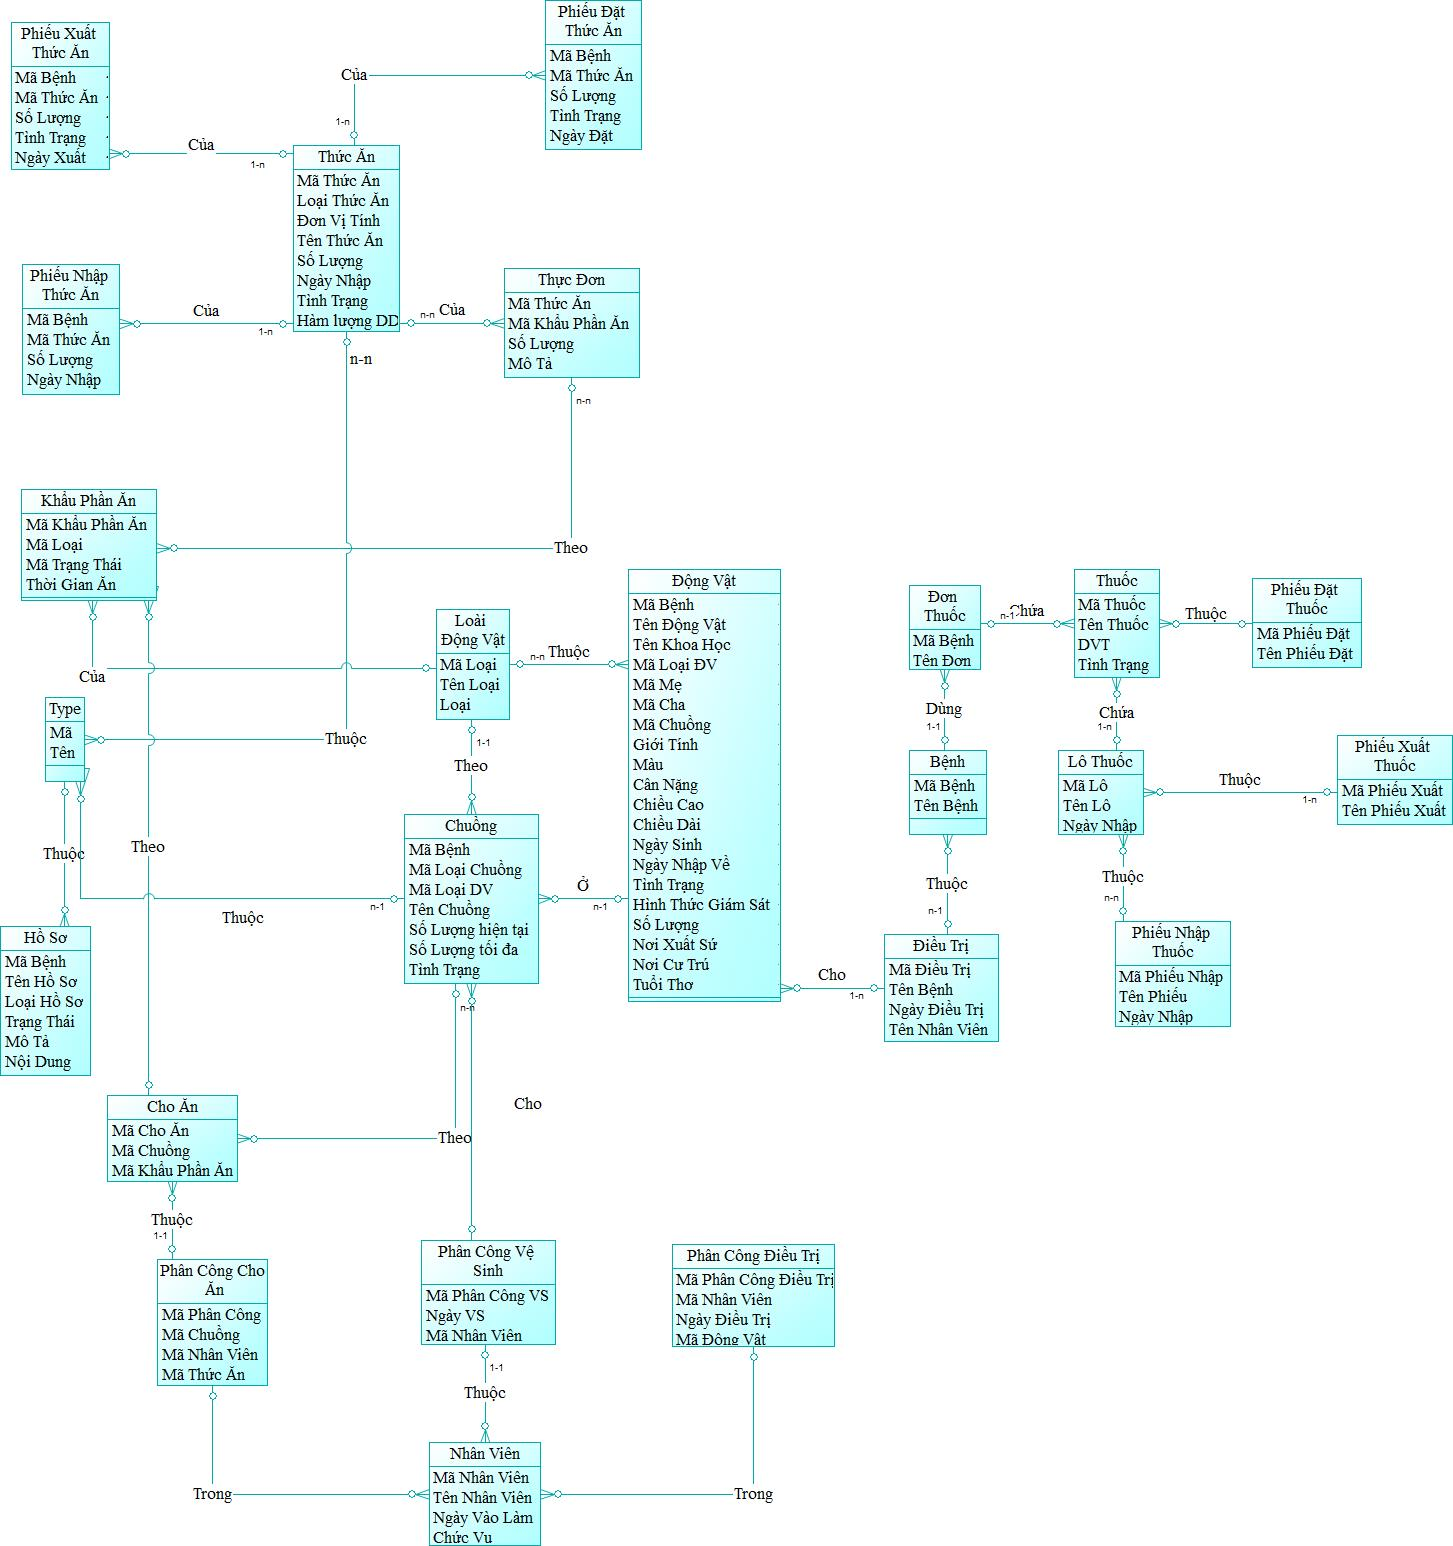 Phiếu Xuất
Thức Ăn
Mã Bệnh
Mã Thức Ăn
Số Lượng
Tình Trạng
Ngày Xuất
Của
1-n
Phiếu Đặt
Thức Ăn
Mã Bệnh
Mã Thức Ăn
Số Lượng
Tình Trạng
Ngày Đặt
Của
1-n
Thức Ăn
Mã Thức Ăn
Loại Thức Ăn
Đơn Vị Tính
Tên Thức Ăn
Số Lượng
Ngày Nhập
Tình Trạng
Hàm lượng DD
Phiếu Nhập
Thức Ăn
Mã Bệnh
Mã Thức Ăn
Số Lượng
Ngày Nhập
Của
1-n
n-n
Của
Thực Đơn
Mã Thức Ăn
Mã Khẩu Phần Ăn
Số Lượng
Mô Tả
n-n
n-n
Theo
Khẩu Phần Ăn
Mã Khẩu Phần Ăn
Mã Loại
Mã Trạng Thái
Thời Gian Ăn
Của
Loài
Động Vật
Mã Loại
Tên Loại
Loại
n-n
Thuộc
1-1
Theo
Động Vật
Mã Bệnh
Tên Động Vật
Tên Khoa Học
Mã Loại ĐV
Mã Mẹ
Mã Cha
Mã Chuồng
Giới Tính
Màu
Cân Nặng
Chiều Cao
Chiều Dài
Ngày Sinh
Ngày Nhập Về
Tình Trạng
Hình Thức Giám Sát
Số Lượng
Nơi Xuất Sứ
Nơi Cư Trú
Tuổi Thơ
Đơn
Thuốc
Mã Bệnh
Tên Đơn
n-1
Chứa
Thuốc
Mã Thuốc
Tên Thuốc
DVT
Tình Trạng
Thuộc
Phiếu Đặt
Thuốc
Mã Phiếu Đặt
Tên Phiếu Đặt
Dùng
1-1
Chứa
1-n
Type
Mã
Tên
Thuộc
Bệnh
Mã Bệnh
Tên Bệnh
Lô Thuốc
Mã Lô
Tên Lô
Ngày Nhập
Thuộc
1-n
Phiếu Xuất
Thuốc
Mã Phiếu Xuất
Tên Phiếu Xuất
Thuộc
Theo
Chuồng
Mã Bệnh
Mã Loại Chuồng
Mã Loại DV
Tên Chuồng
Số Lượng hiện tại
Số Lượng tối đa
Tình Trạng
Thuộc
n-1
Ở
n-1
Thuộc
n-1
Thuộc
n-n
Hồ Sơ
Mã Bệnh
Tên Hồ Sơ
Loại Hồ Sơ
Trạng Thái
Mô Tả
Nội Dung
Cho
1-n
Điều Trị
Mã Điều Trị
Tên Bệnh
Ngày Điều Trị
Tên Nhân Viên
Phiếu Nhập
Thuốc
Mã Phiếu Nhập
Tên Phiếu
Ngày Nhập
n-n
Cho
Cho Ăn
Mã Cho Ăn
Mã Chuồng
Mã Khẩu Phần Ăn
Theo
Thuộc
1-1
Phân Công Cho
Ăn
Mã Phân Công
Mã Chuồng
Mã Nhân Viên
Mã Thức Ăn
Phân Công Vệ
Sinh
Mã Phân Công VS
Ngày VS
Mã Nhân Viên
Phân Công Điều Trị
Mã Phân Công Điều Trị
Mã Nhân Viên
Ngày Điều Trị
Mã Động Vật
1-1
Thuộc
Trong
Nhân Viên
Mã Nhân Viên
Tên Nhân Viên
Ngày Vào Làm
Chức Vu
Trong